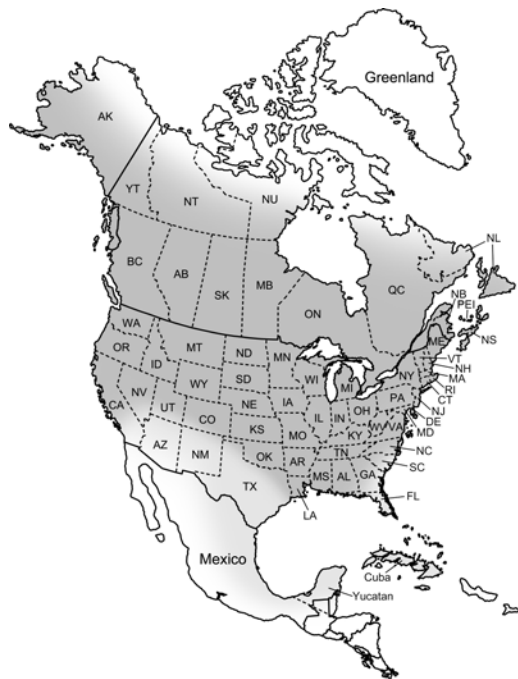 Greenland
AK
YT
NT
NU
NL
BC
AB
SK
MB
ON
QC
NB
PEI
NS
WA
OR
ID
MT
ND
MN
WI
MI
ME
VT
NH
MA
RI
CT
NY
NJ
PA
DE
MD
CA
NV
UT
WY
SD
NE
IA
IL
IN
OH
WV
VA
CO
KS
MO
KY
NC
TN
SC
AZ
NM
OK
AR
MS
AL
GA
TX
LA
FL
Mexico
Cuba
Yucatan